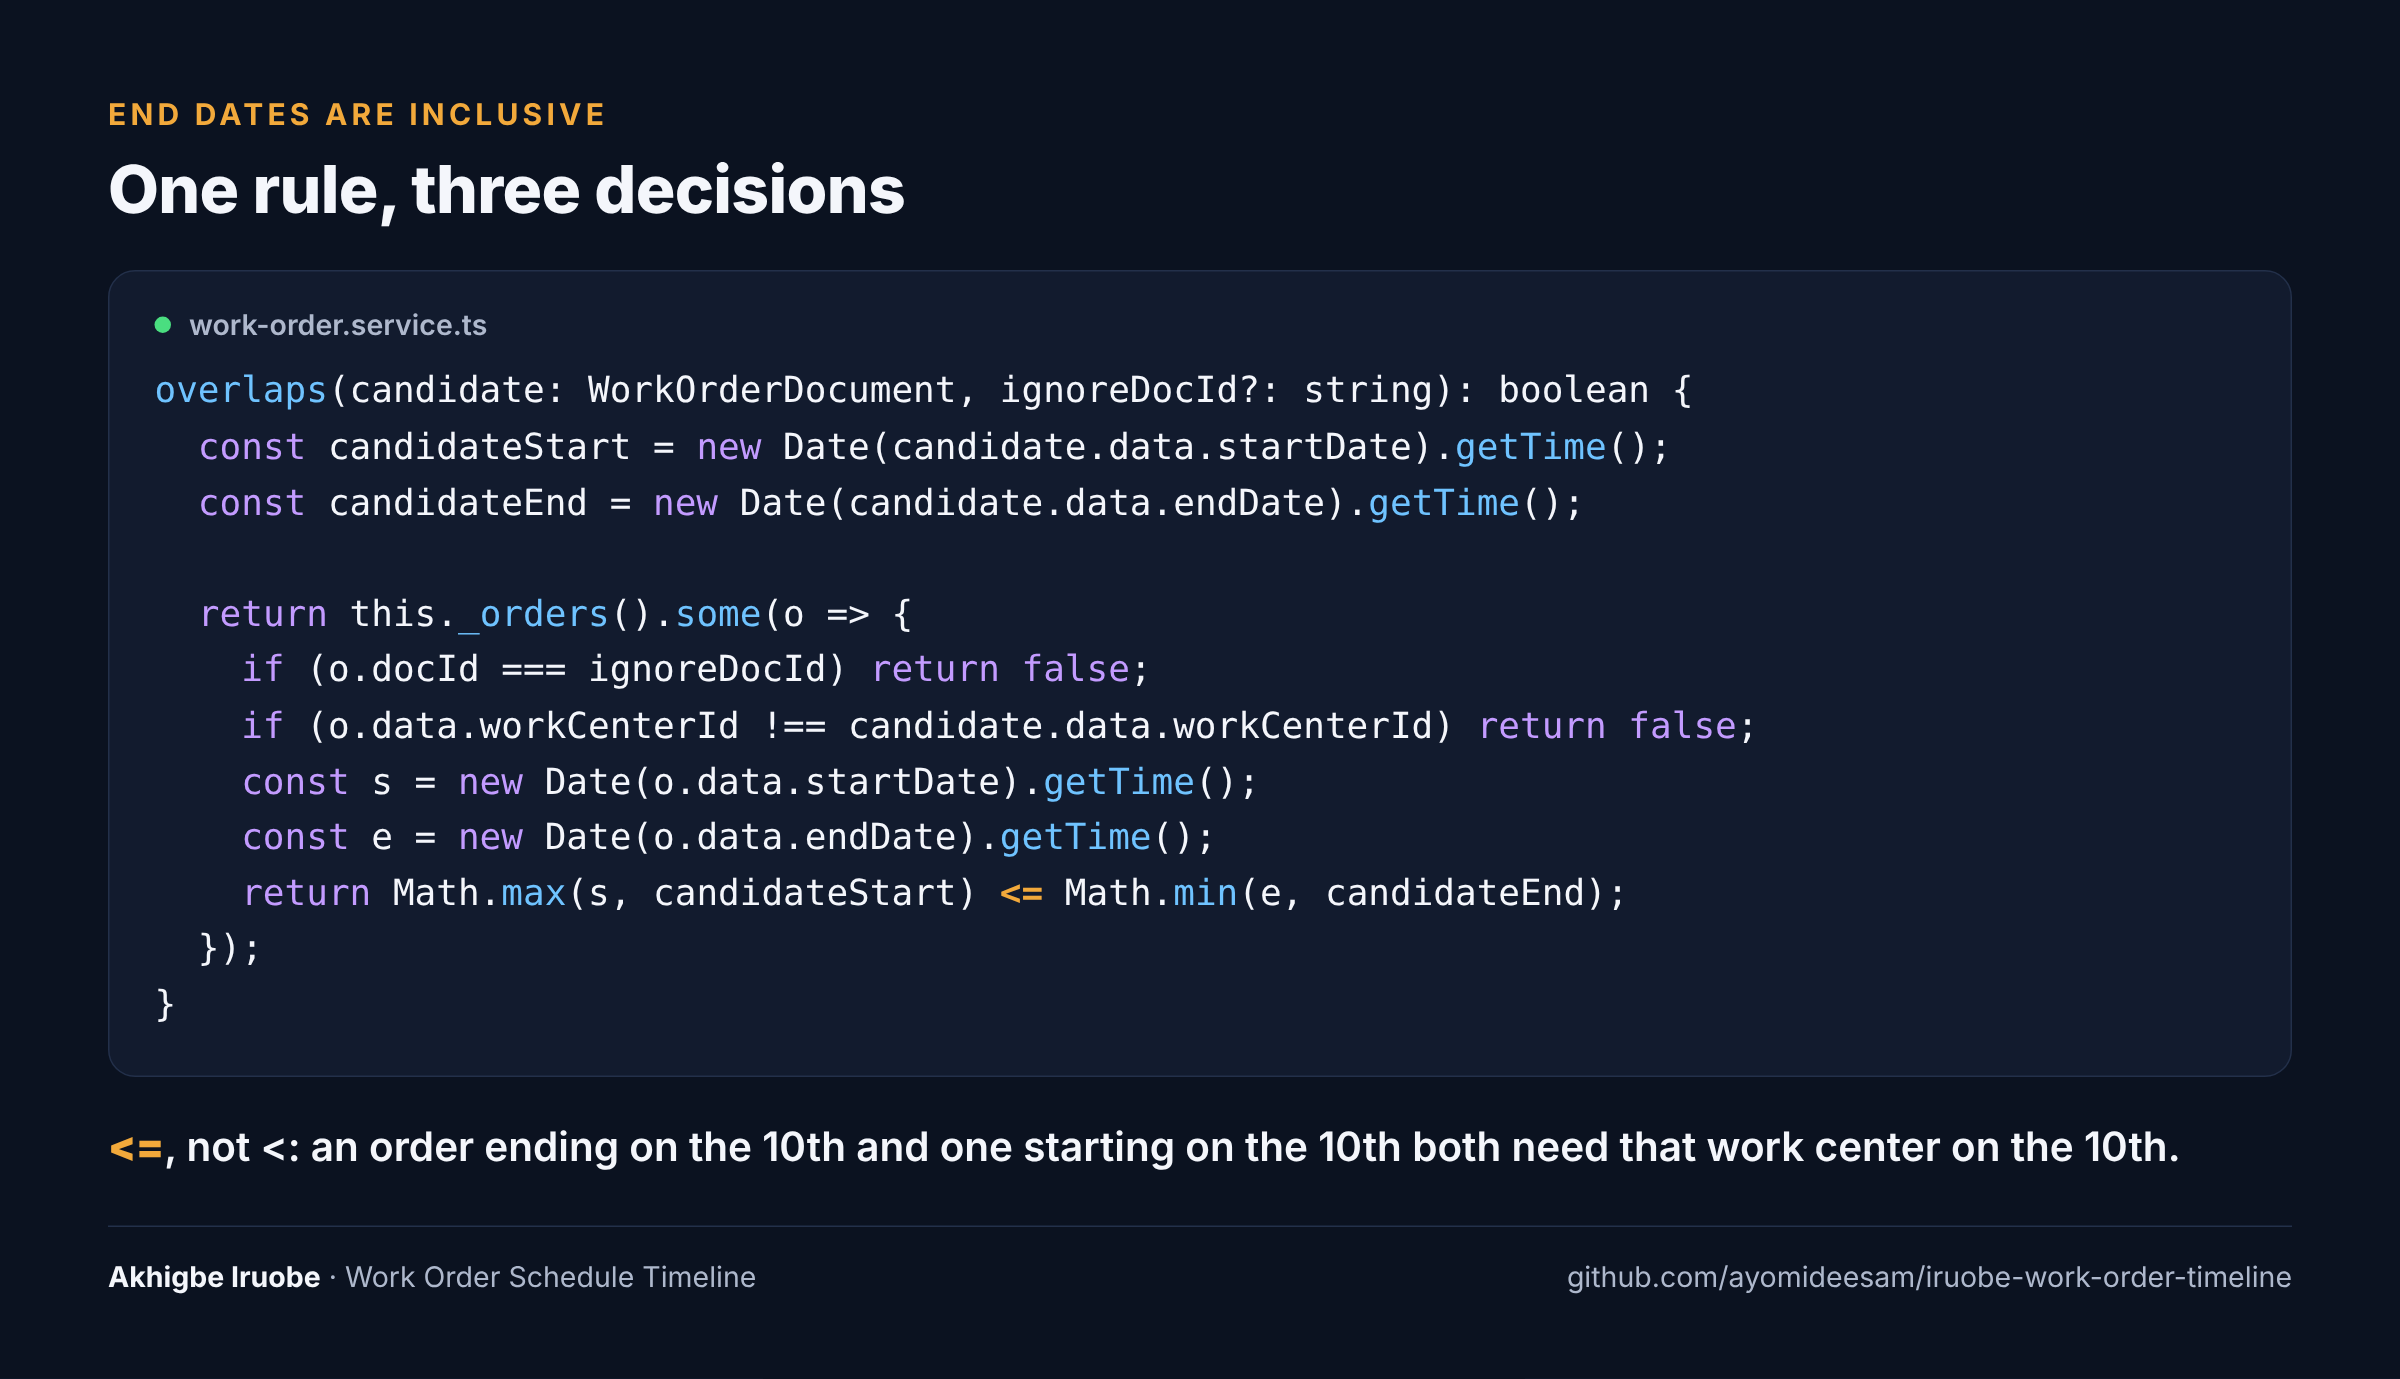 END DATES ARE INCLUSIVE
One rule, three decisions
work-order.service.ts
overlaps(candidate: WorkOrderDocument, ignoreDocId?: string): boolean {
  const candidateStart = new Date(candidate.data.startDate).getTime();
  const candidateEnd = new Date(candidate.data.endDate).getTime();

  return this._orders().some(o => {
    if (o.docId === ignoreDocId) return false;
    if (o.data.workCenterId !== candidate.data.workCenterId) return false;
    const s = new Date(o.data.startDate).getTime();
    const e = new Date(o.data.endDate).getTime();
    return Math.max(s, candidateStart) <= Math.min(e, candidateEnd);
  });
}
<=, not <: an order ending on the 10th and one starting on the 10th both need that work center on the 10th.
Akhigbe Iruobe · Work Order Schedule Timeline
github.com/ayomideesam/iruobe-work-order-timeline